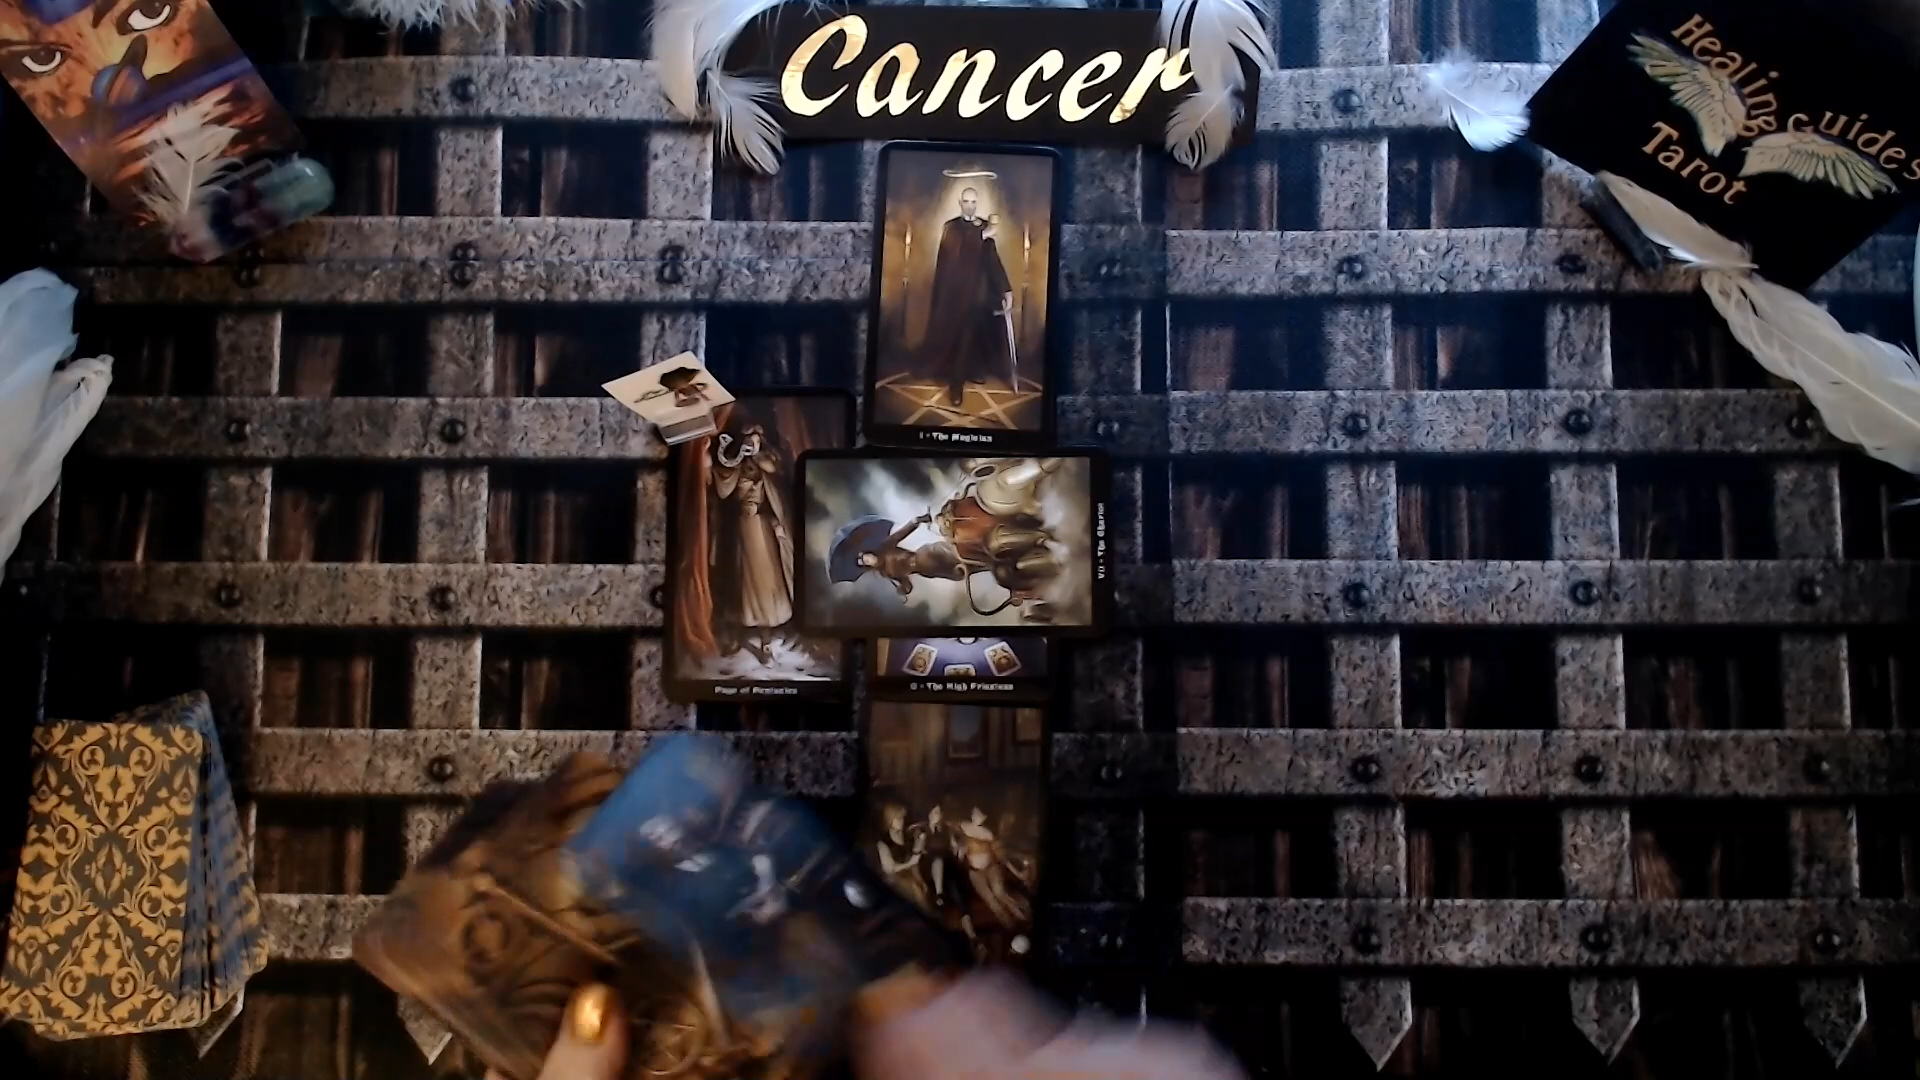 Cancer
Healing Guides
Tarot
I - The Magician
VII - The Chariot
Page of Pentacles
II - The High Priestess